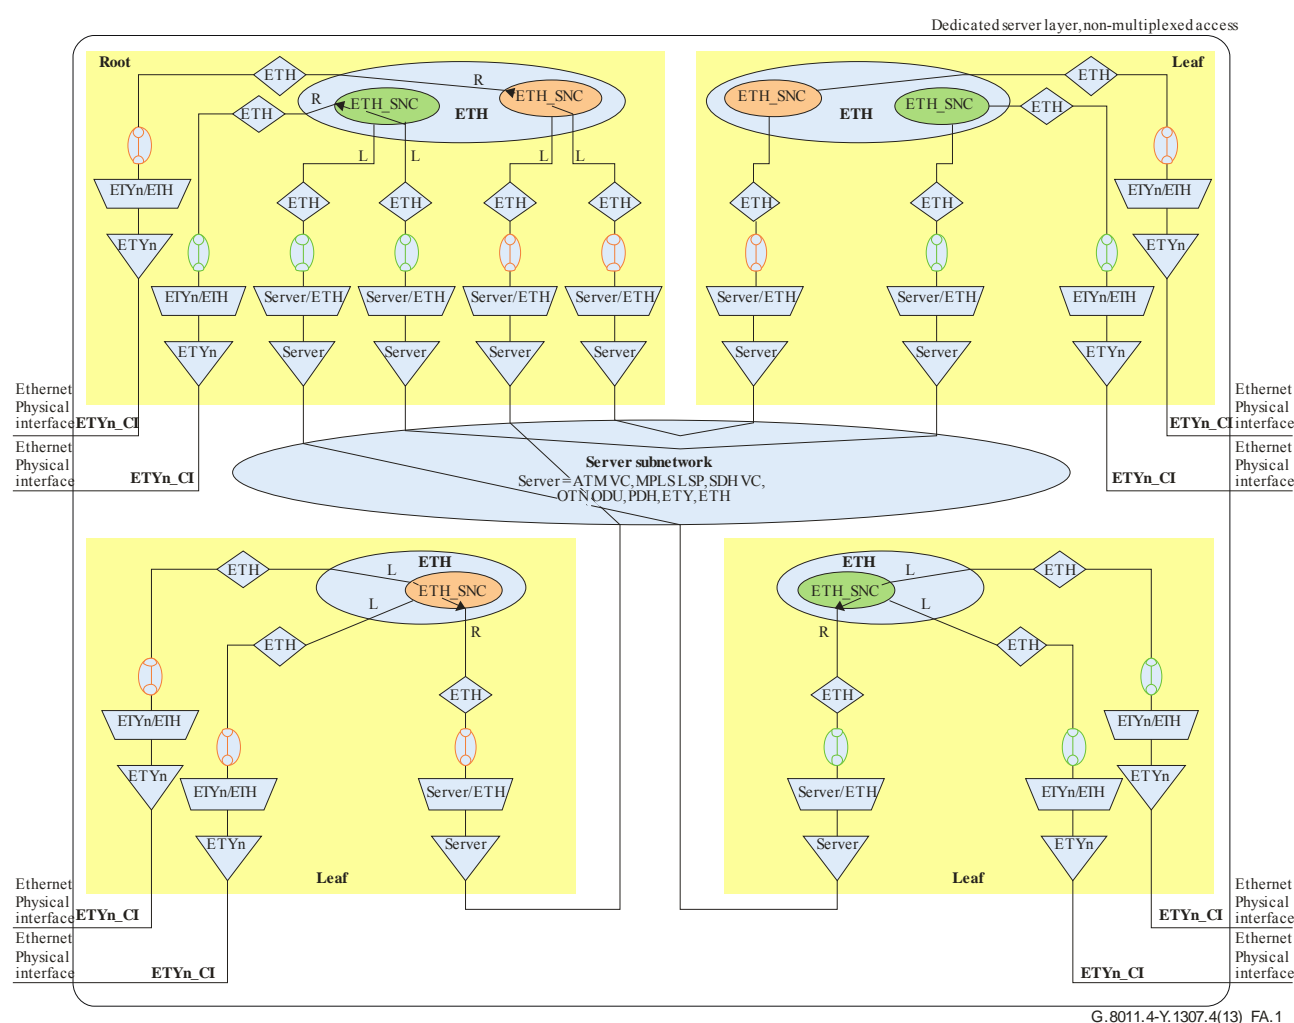 Dedicated server layer, non-multiplexed access
Root
ETH
R
ETH_SNC
ETH
R
ETH_SNC
ETH
ETH
L
L
L
L
ETYn/ETH
ETH
ETH
ETH
ETH
ETYn
ETYn/ETH
Server/ETH
Server/ETH
Server/ETH
Server/ETH
ETYn
Server
Server
Server
Server
Ethernet
Physical
interface
ETYn_CI
Ethernet
Physical
interface
ETYn_CI
Leaf
ETH
ETH_SNC
ETH_SNC
ETH
ETH
ETYn/ETH
ETH
ETH
ETYn
Server/ETH
Server/ETH
ETYn/ETH
Server
Server
ETYn
Ethernet
Physical
interface
ETYn_CI
Ethernet
Physical
interface
ETYn_CI
Server subnetwork
Server = ATM VC, MPLS LSP, SDH VC,
OTN ODU, PDH, ETY, ETH
ETH
ETH
L
ETH_SNC
L
ETH
R
ETH
ETYn/ETH
ETYn
ETYn/ETH
Server/ETH
ETYn
Server
Leaf
Ethernet
Physical
interface
ETYn_CI
Ethernet
Physical
interface
ETYn_CI
ETH
L
ETH
ETH_SNC
L
R
ETH
ETH
ETYn/ETH
ETYn
Server/ETH
ETYn/ETH
Server
ETYn
Leaf
Ethernet
Physical
interface
ETYn_CI
Ethernet
Physical
interface
ETYn_CI
G.8011.4-Y.1307.4(13)_FA.1